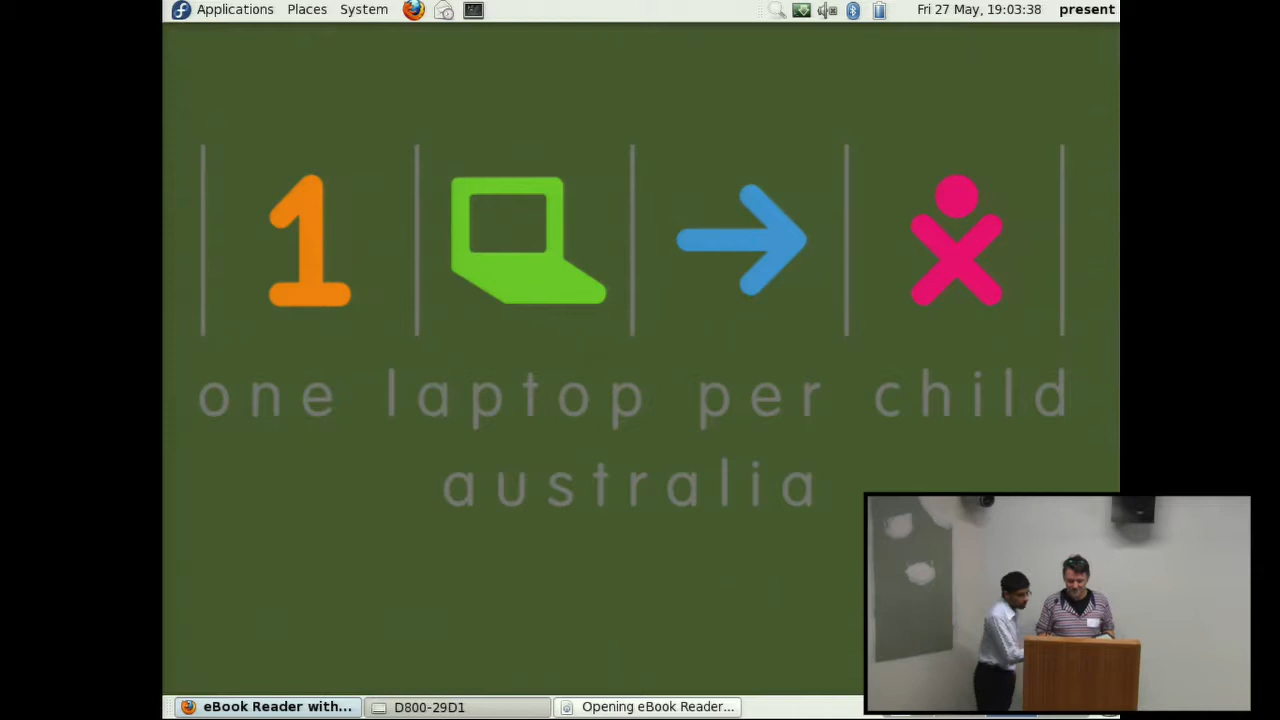 Applications Places System Fri 27 May, 19:03:38 present
1
one laptop per child
australia
eBook Reader with... D800-29D1 Opening eBook Reader...